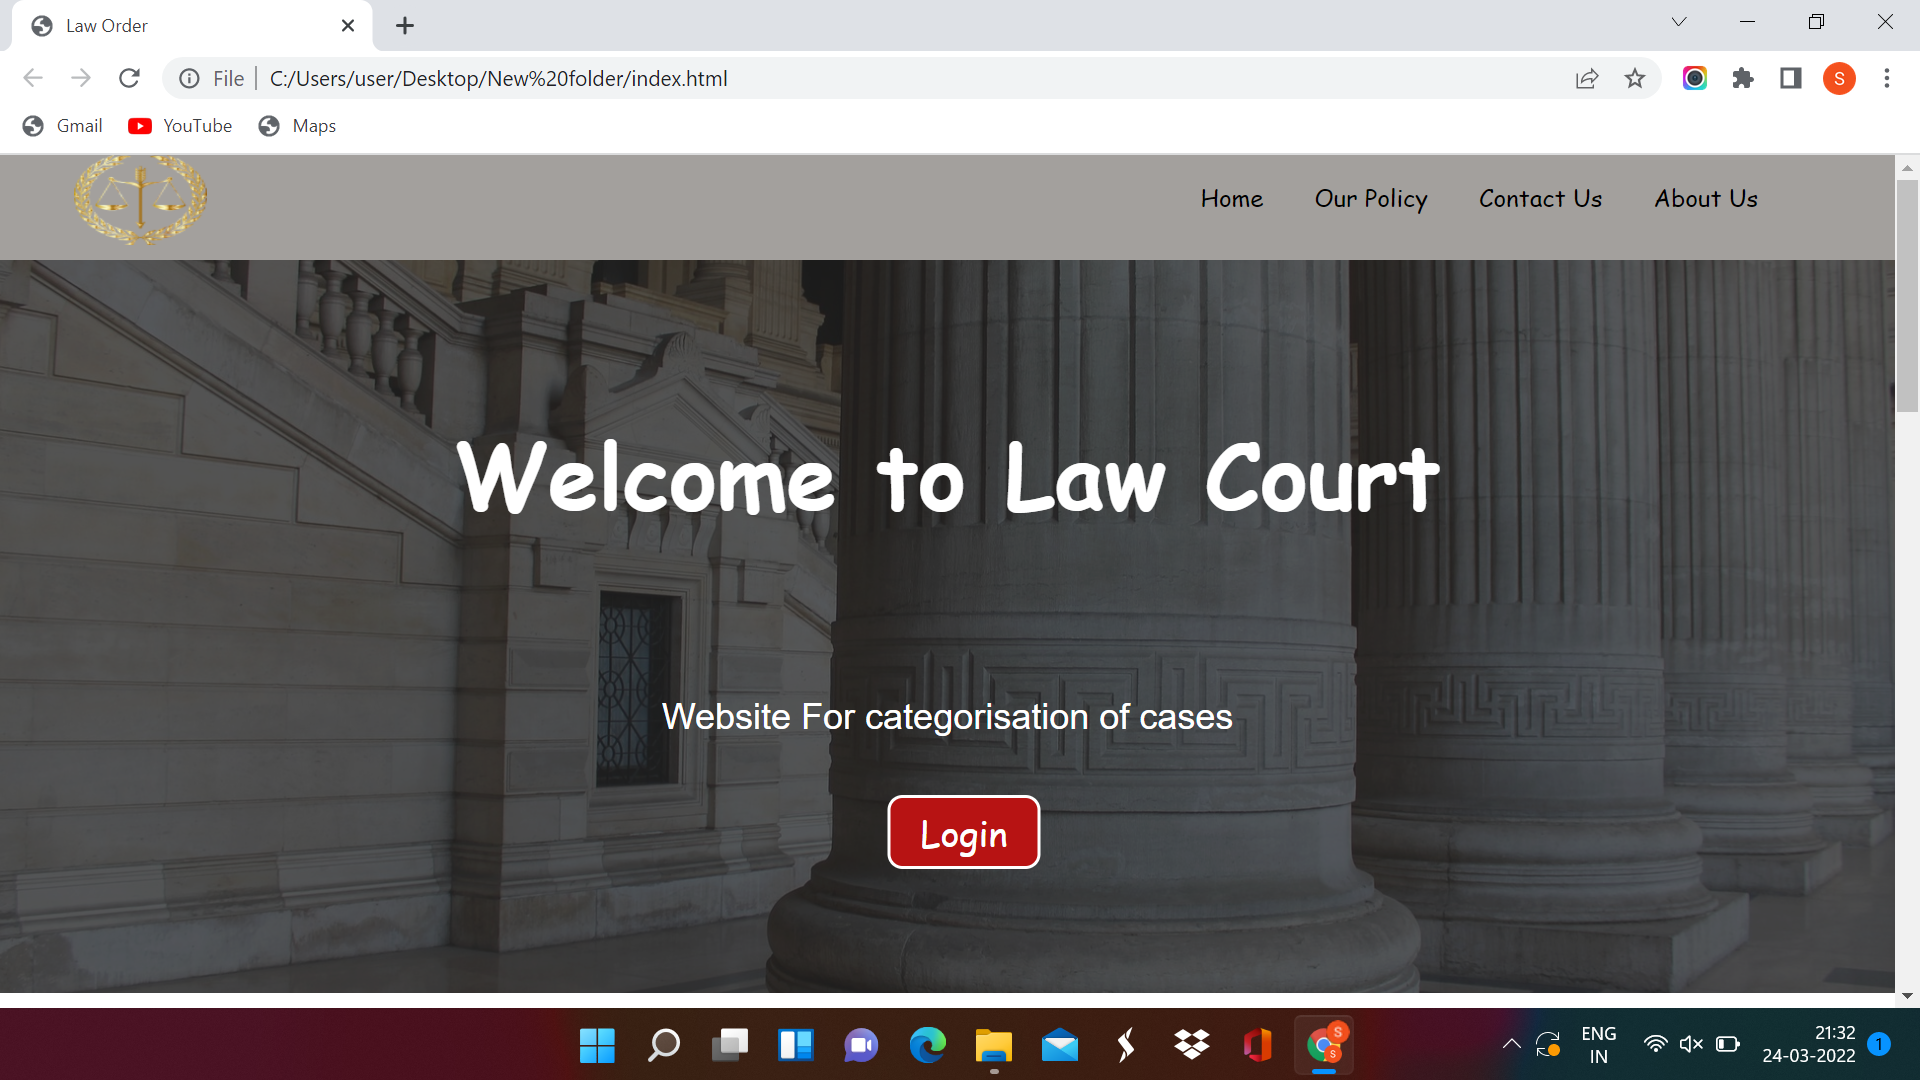 Law Order
File C:/Users/user/Desktop/New%20folder/index.html
S
Gmail YouTube Maps
Home Our Policy Contact Us About Us
Welcome to Law Court
Website For categorisation of cases
Login
S
S
ENG
IN
21:32
24-03-2022
1